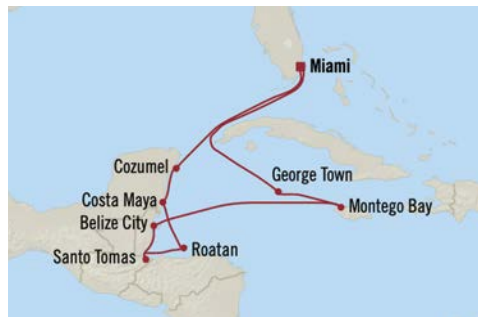 Miami
Cozumel
George Town
Costa Maya
Montego Bay
Belize City
Roatan
Santo Tomas